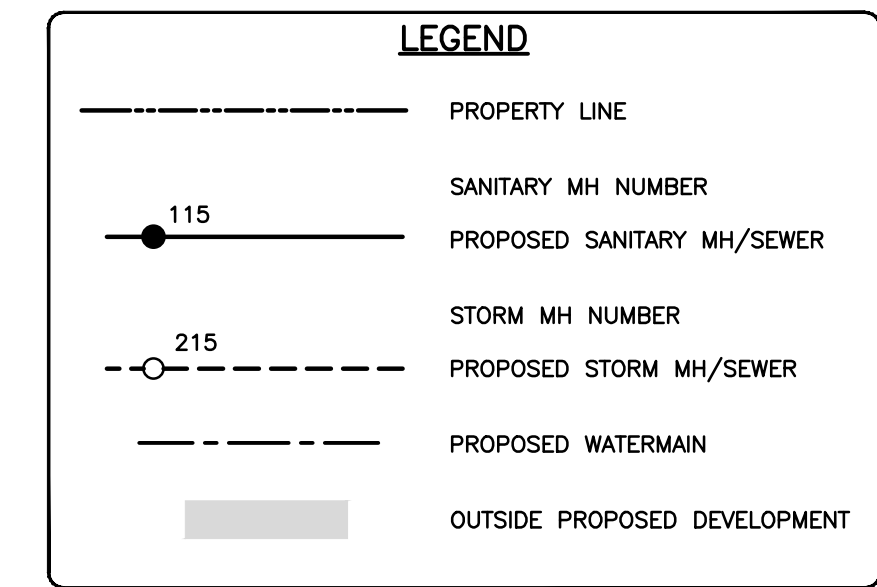 LEGEND
PROPERTY LINE
SANITARY MH NUMBER
115
PROPOSED SANITARY MH/SEWER
STORM MH NUMBER
215
PROPOSED STORM MH/SEWER
PROPOSED WATERMAIN
OUTSIDE PROPOSED DEVELOPMENT